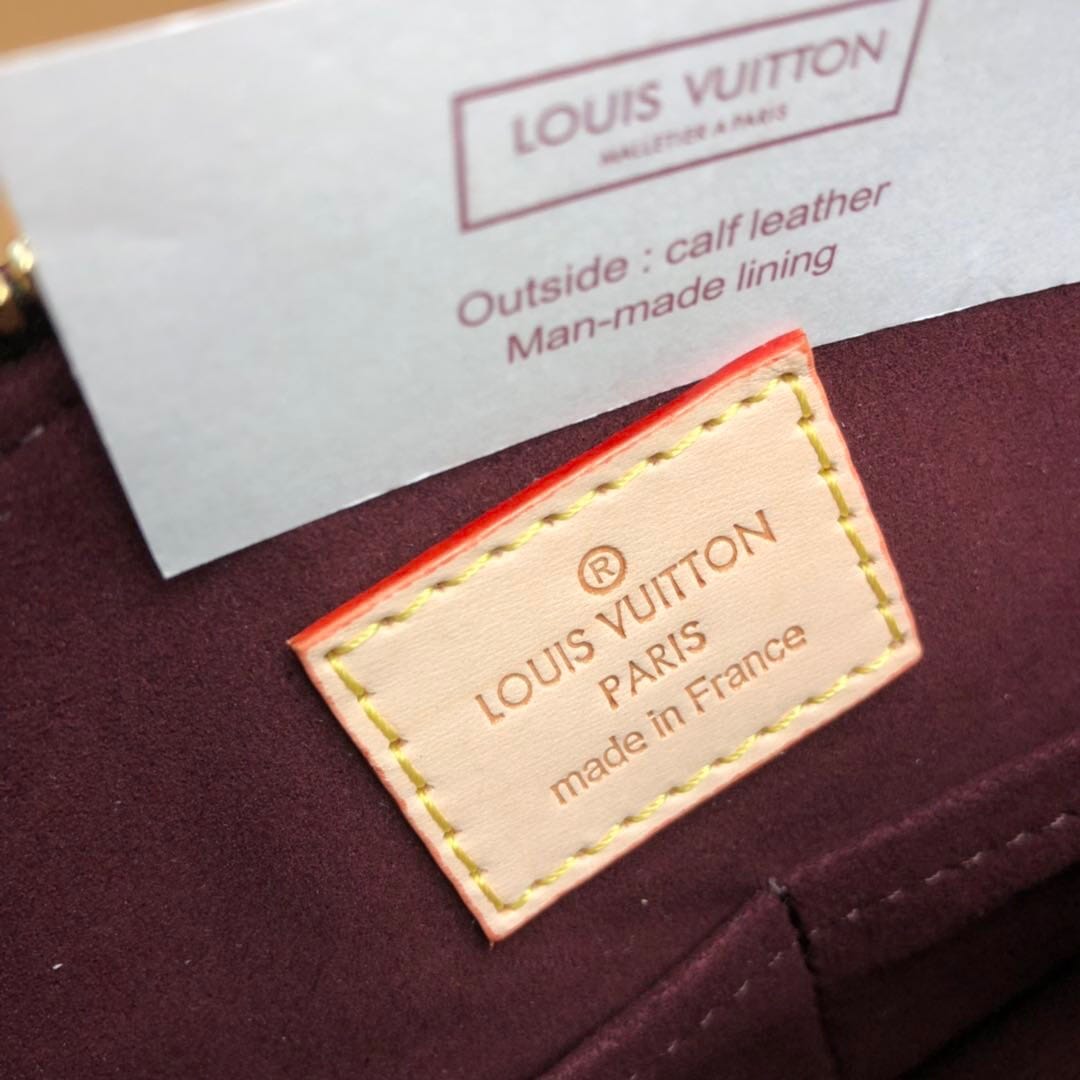 LOUIS VUITTON
MALLETIER A PARIS
Outside : calf leather
Man-made lining
®
LOUIS VUITTON
PARIS
made in France